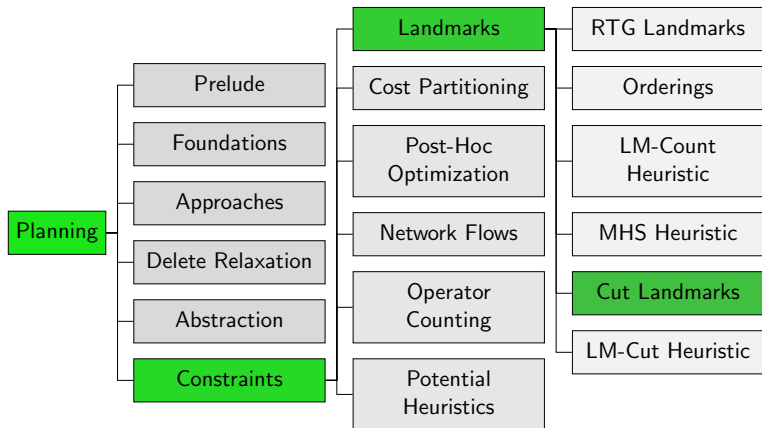 Planning
Prelude
Foundations
Approaches
Delete Relaxation
Abstraction
Constraints
Landmarks
Cost Partitioning
Post-Hoc
Optimization
Network Flows
Operator
Counting
Potential
Heuristics
RTG Landmarks
Orderings
LM-Count
Heuristic
MHS Heuristic
Cut Landmarks
LM-Cut Heuristic